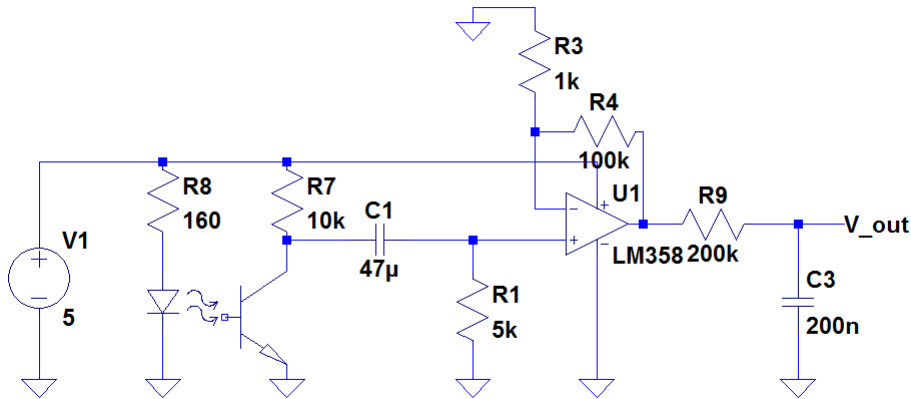 R3
1k
R4
100k
R8
160
R7
10k
C1
47µ
U1
+
−
+
−
LM358
R9
200k
V_out
V1
+
−
5
R1
5k
C3
200n